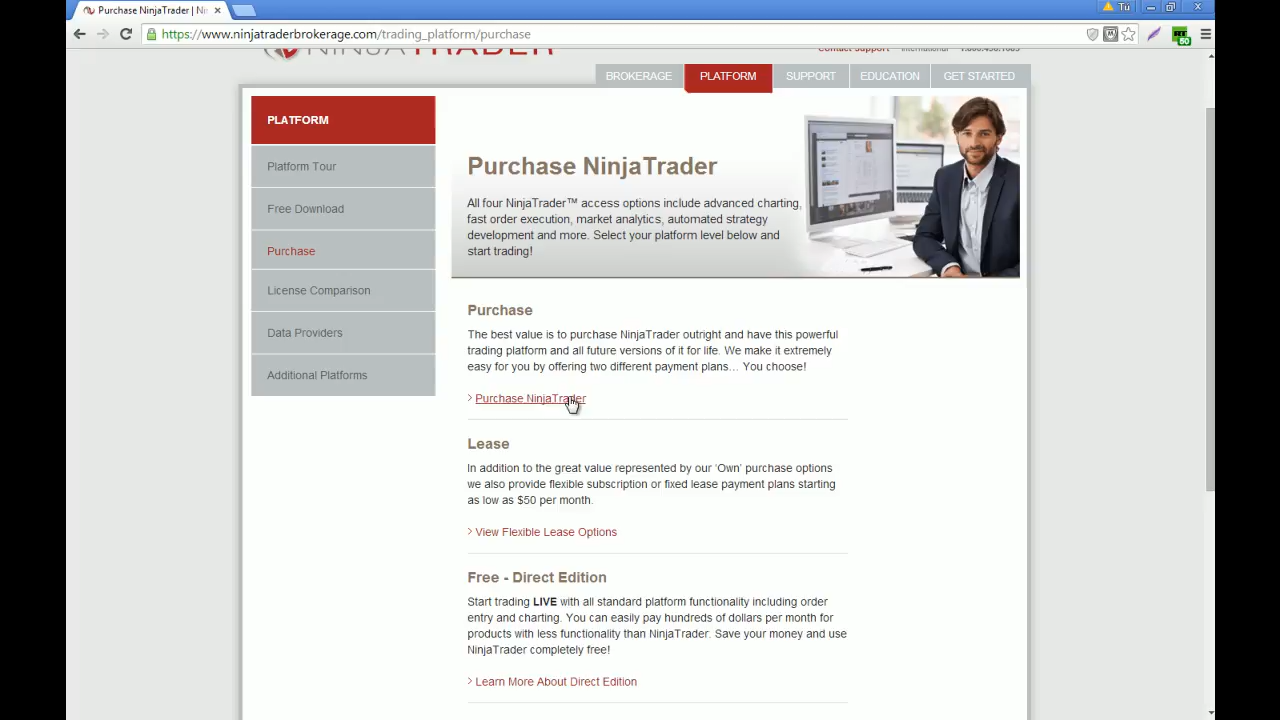 Purchase NinjaTrader | Ni
Tu
https://www.ninjatraderbrokerage.com/trading_platform/purchase
50
NINJATRADER
Contact Support International
BROKERAGE
PLATFORM
SUPPORT
EDUCATION
GET STARTED
PLATFORM
Platform Tour
Free Download
Purchase
License Comparison
Data Providers
Additional Platforms
Purchase NinjaTrader
All four NinjaTrader™ access options include advanced charting,
fast order execution, market analytics, automated strategy
development and more. Select your platform level below and
start trading!
Purchase
The best value is to purchase NinjaTrader outright and have this powerful
trading platform and all future versions of it for life. We make it extremely
easy for you by offering two different payment plans... You choose!
> Purchase NinjaTrader
Lease
In addition to the great value represented by our 'Own' purchase options
we also provide flexible subscription or fixed lease payment plans starting
as low as $50 per month.
> View Flexible Lease Options
Free - Direct Edition
Start trading LIVE with all standard platform functionality including order
entry and charting. You can easily pay hundreds of dollars per month for
products with less functionality than NinjaTrader. Save your money and use
NinjaTrader completely free!
> Learn More About Direct Edition